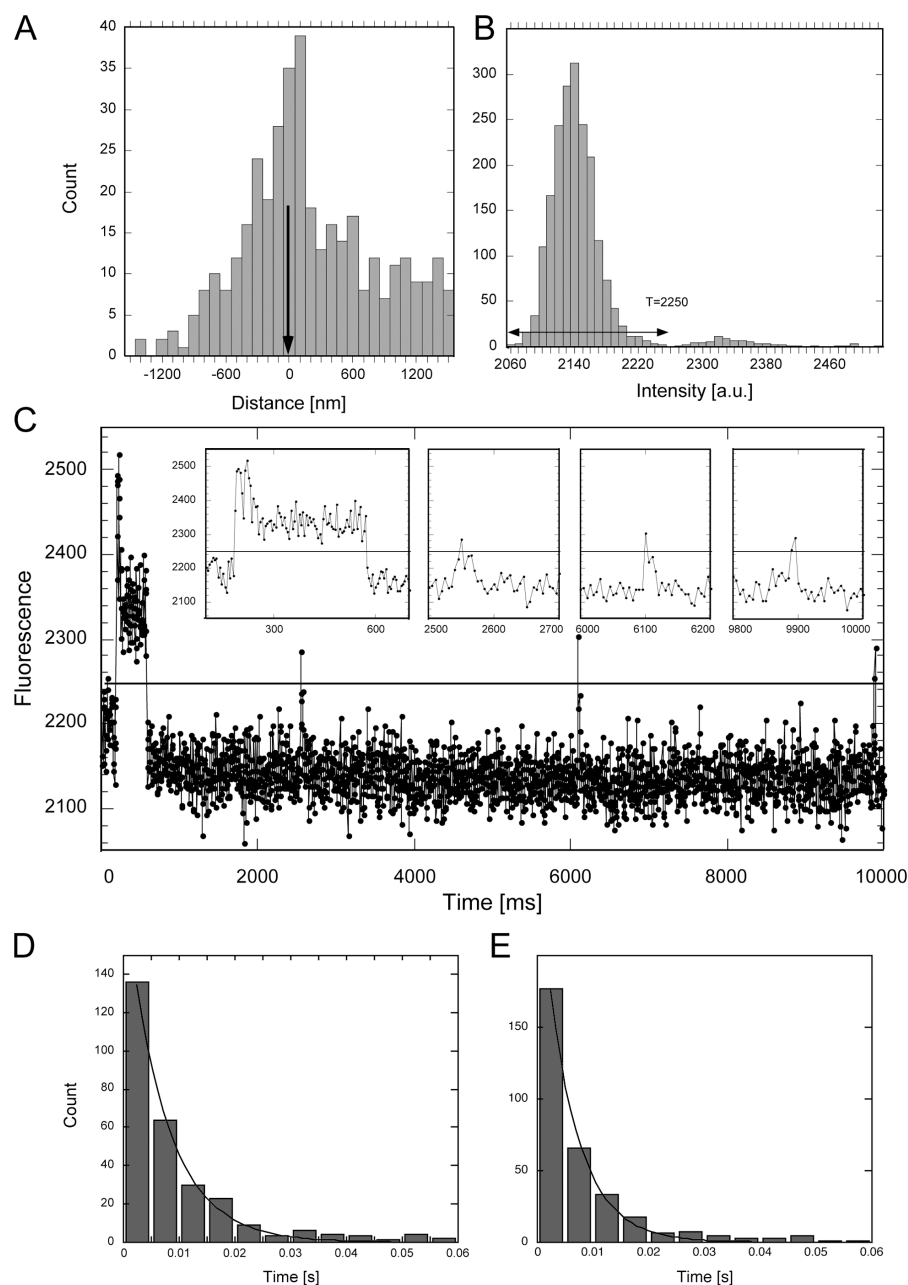 A
B
40
35
30
25
20
15
10
5
0
Count
-1200 -600 0 600 1200
Distance [nm]
300
250
200
150
100
50
0
T=2250
2060 2140 2220 2300 2380 2460
Intensity [a.u.]
C
2500
2400
2300
2200
2100
Fluorescence
2500
2400
2300
2200
2100
300 600
2500 2600 2700
6000 6100 6200
9800 9900 10000
0 2000 4000 6000 8000 10000
Time [ms]
D
E
140
120
100
80
60
40
20
0
Count
0 0.01 0.02 0.03 0.04 0.05 0.06
Time [s]
150
100
50
0
0 0.01 0.02 0.03 0.04 0.05 0.06
Time [s]